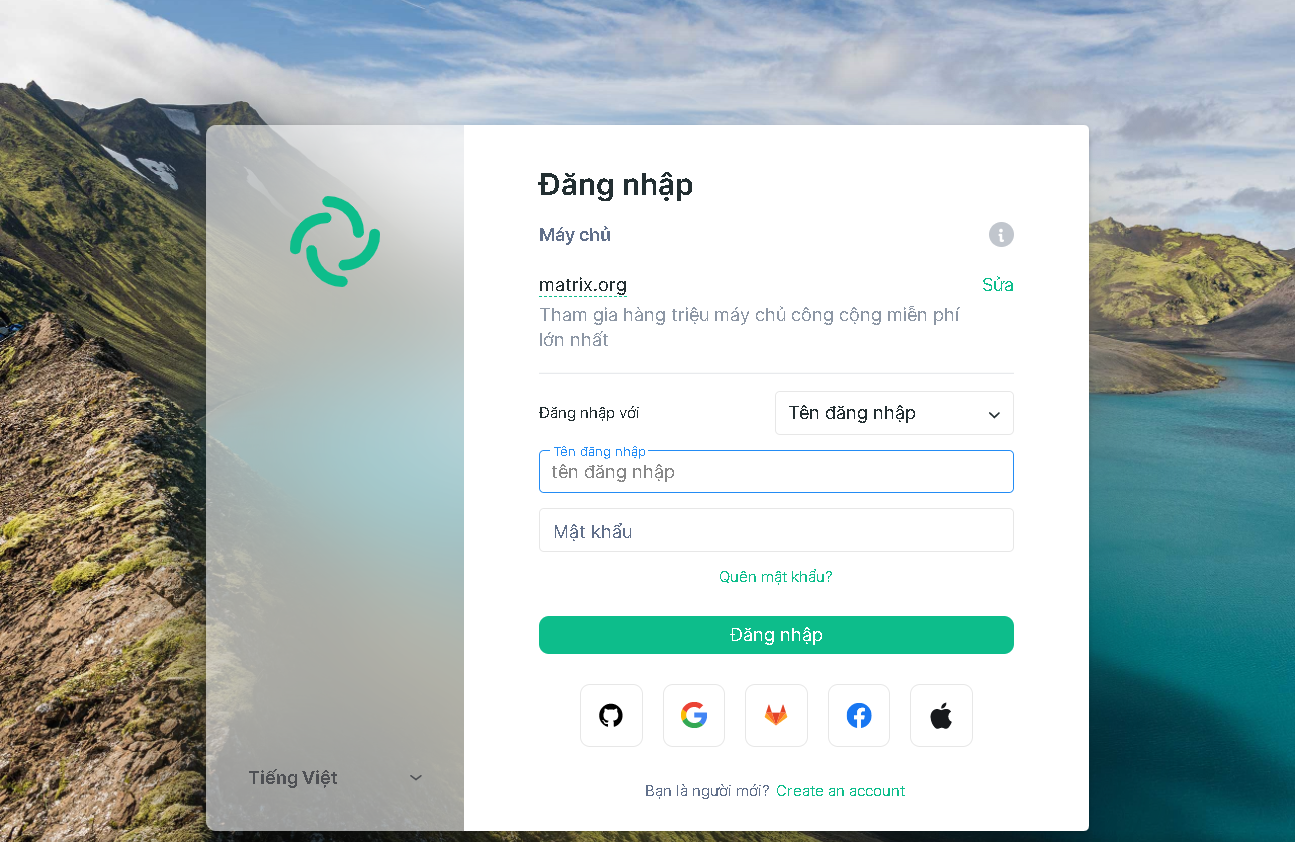 Đăng nhập
Máy chủ
matrix.org
Sửa
Tham gia hàng triệu máy chủ công cộng miễn phí
lớn nhất
Đăng nhập với
Tên đăng nhập
Tên đăng nhập
tên đăng nhập
Mật khẩu
Quên mật khẩu?
Đăng nhập
Tiếng Việt
Bạn là người mới? Create an account